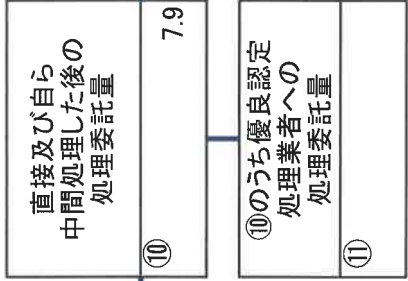 直接及び自ら
中間処理した後の
処理委託量
⑩ 7.9
⑩のうち優良認定
処理業者への
処理委託量
⑪